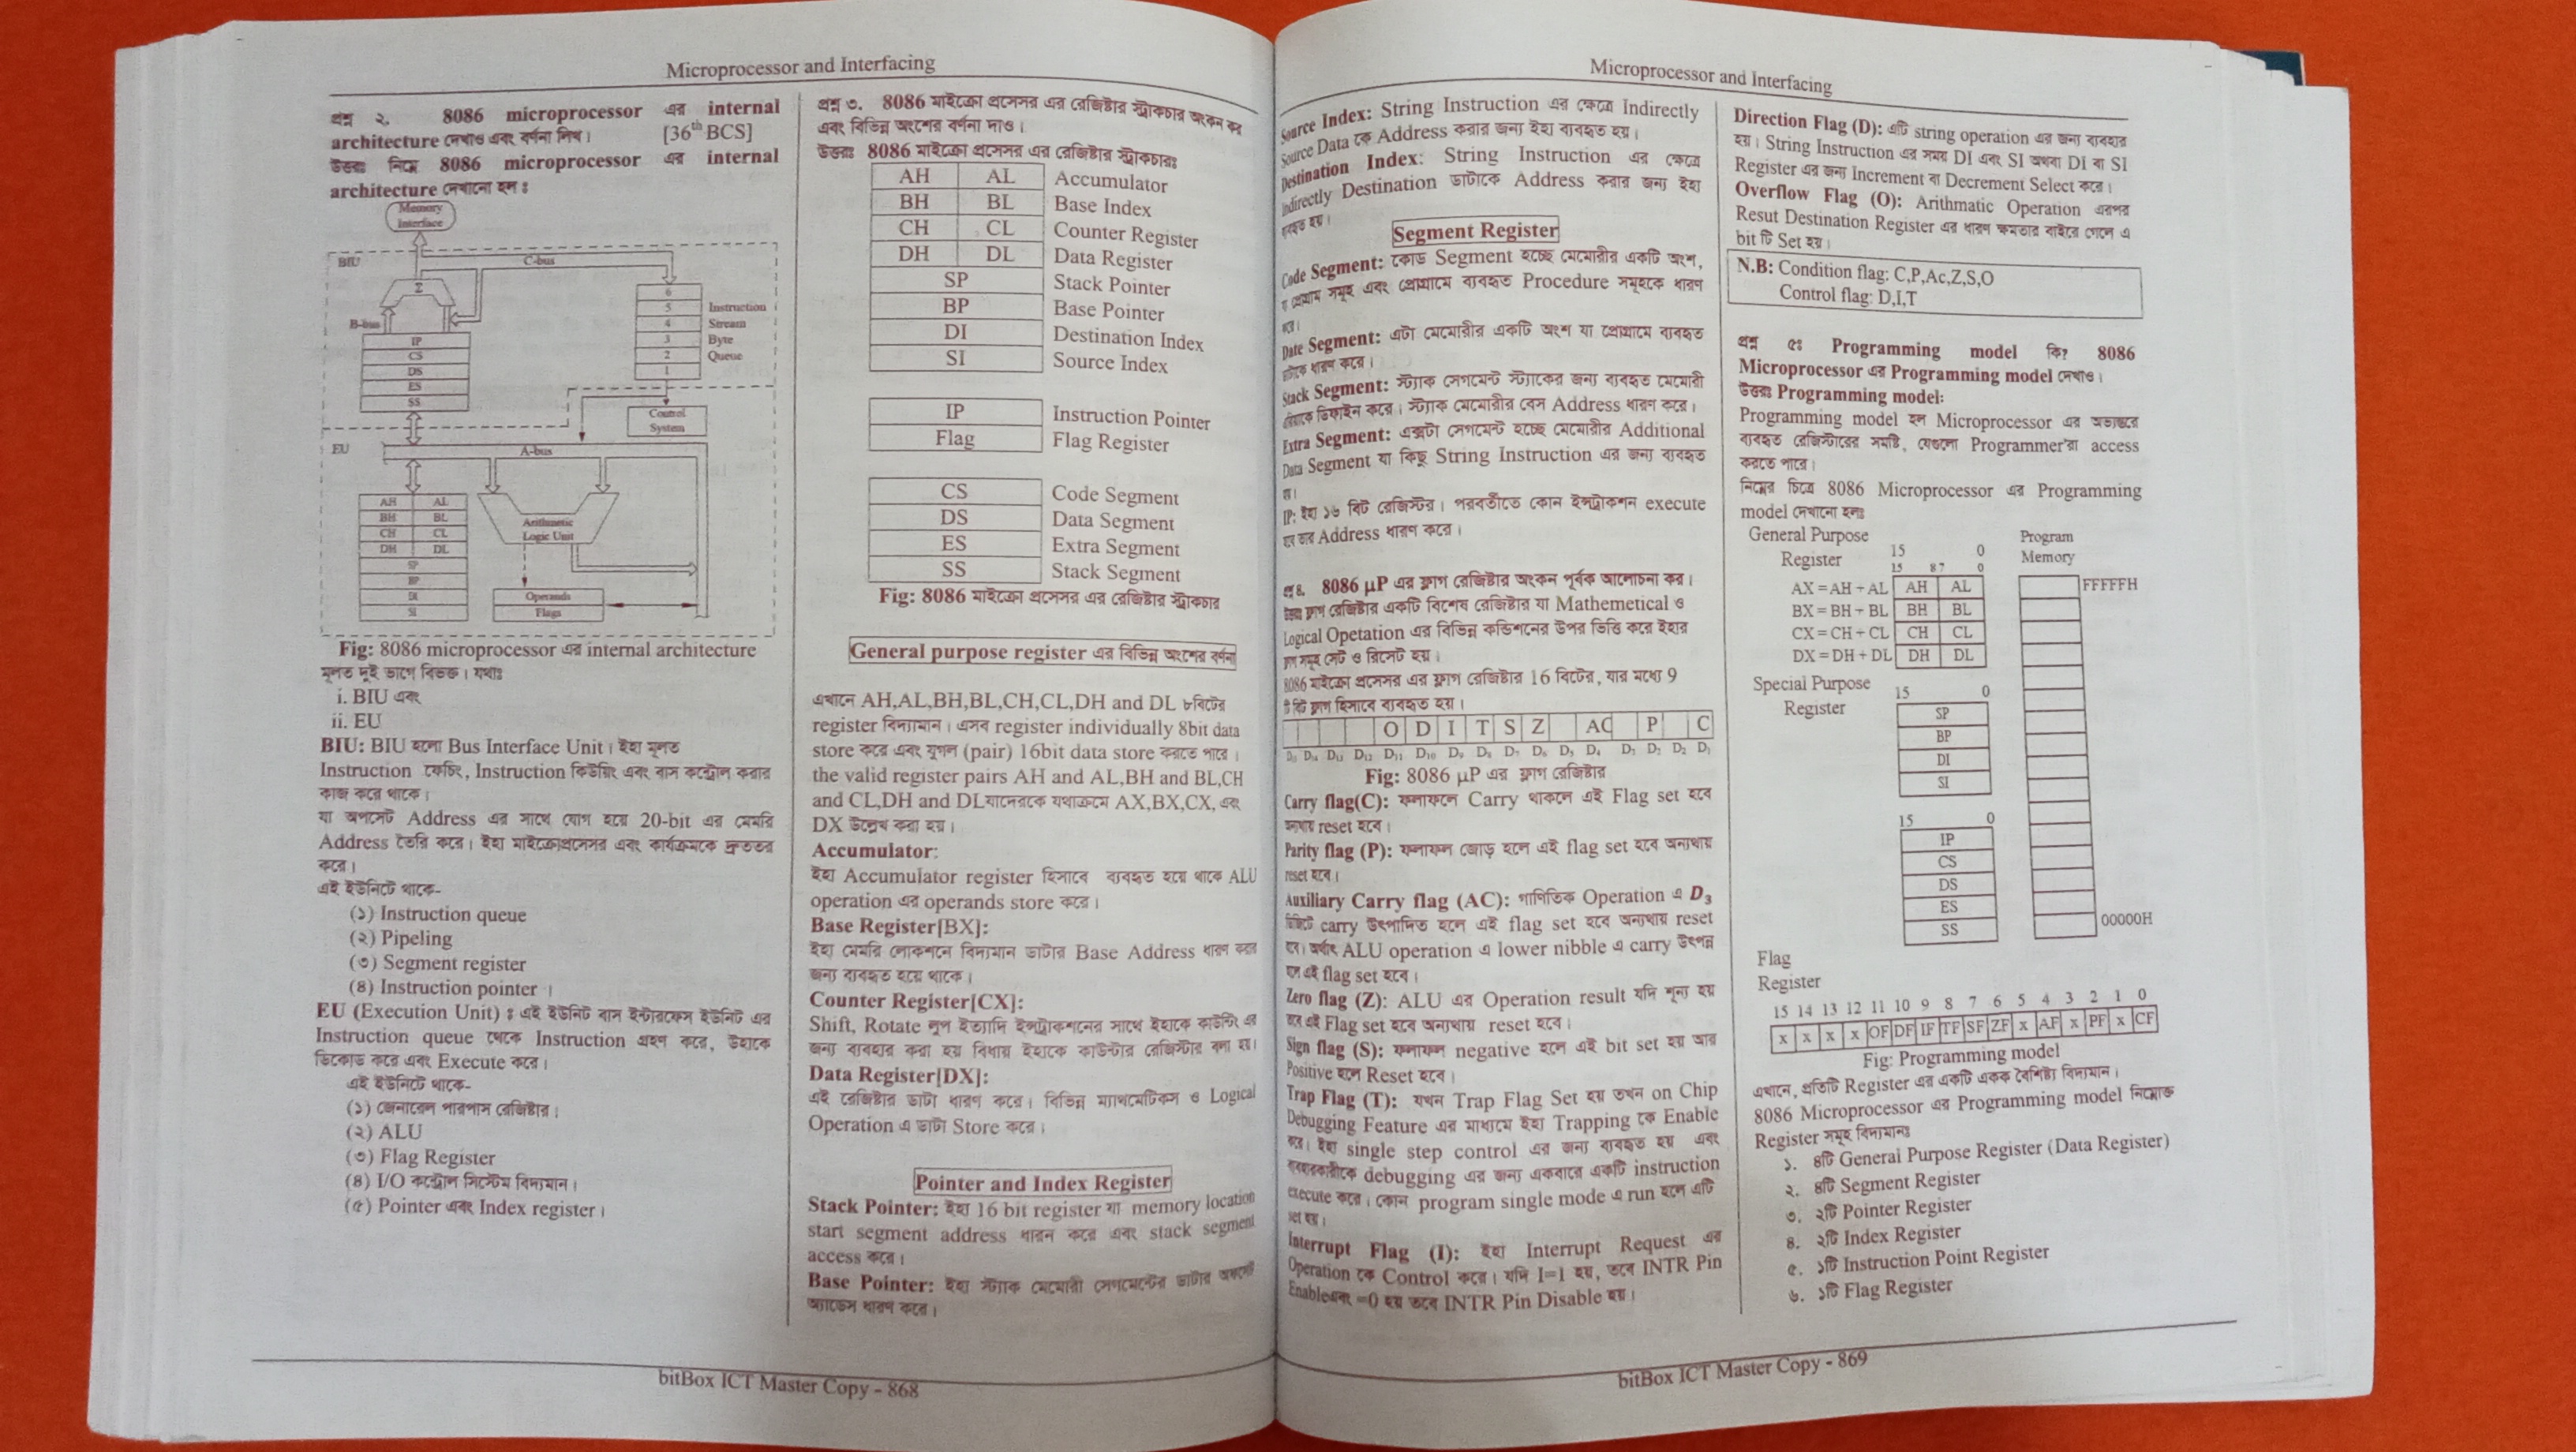 Microprocessor and Interfacing
প্রশ্ন ২. 8086 microprocessor এর internal
architecture দেখাও এবং বর্ণনা লিখ। [36th BCS]
উত্তরঃ নিম্নে 8086 microprocessor এর internal
architecture দেখানো হল ঃ
Memory
Interface
BIU
C-bus
Σ
B-bus
6
5 Instruction
4 Stream
3 Byte
2 Queue
1
IP
CS
DS
ES
SS
Control
System
EU
A-bus
AH AL
BH BL
CH CL
DH DL
SP
BP
DI
SI
Arithmetic
Logic Unit
Operands
Flags
Fig: 8086 microprocessor এর internal architecture
মূলত দুই ভাগে বিভক্ত। যথাঃ
i. BIU এবং
ii. EU
BIU: BIU হলো Bus Interface Unit। ইহা মূলত
Instruction ফেচিং, Instruction কিউয়িং এবং বাস কন্ট্রোল করার
কাজ করে থাকে।
যা অপসেট Address এর সাথে যোগ হয়ে 20-bit এর মেমরি
Address তৈরি করে। ইহা মাইক্রোপ্রসেসর এবং কার্যক্রমকে দ্রুততর
করে।
এই ইউনিটে থাকে-
(১) Instruction queue
(২) Pipeling
(৩) Segment register
(৪) Instruction pointer ।
EU (Execution Unit) ঃ এই ইউনিট বাস ইন্টারফেস ইউনিট এর
Instruction queue থেকে Instruction গ্রহণ করে, উহাকে
ডিকোড করে এবং Execute করে।
এই ইউনিটে থাকে-
(১) জেনারেল পারপাস রেজিষ্টার।
(২) ALU
(৩) Flag Register
(৪) I/O কন্ট্রোল সিস্টেম বিদ্যমান।
(৫) Pointer এবং Index register।
প্রশ্ন ৩. 8086 মাইক্রো প্রসেসর এর রেজিষ্টার স্ট্রাকচার অংকন কর
এবং বিভিন্ন অংশের বর্ণনা দাও।
উত্তরঃ 8086 মাইক্রো প্রসেসর এর রেজিষ্টার স্ট্রাকচারঃ
AH AL Accumulator
BH BL Base Index
CH CL Counter Register
DH DL Data Register
SP Stack Pointer
BP Base Pointer
DI Destination Index
SI Source Index
IP Instruction Pointer
Flag Flag Register
CS Code Segment
DS Data Segment
ES Extra Segment
SS Stack Segment
Fig: 8086 মাইক্রো প্রসেসর এর রেজিষ্টার স্ট্রাকচার
General purpose register এর বিভিন্ন অংশের বর্ণনা
এখানে AH,AL,BH,BL,CH,CL,DH and DL ৮বিটের
register বিদ্যামান। এসব register individually 8bit data
store করে এবং যুগল (pair) 16bit data store করতে পারে ।
the valid register pairs AH and AL,BH and BL,CH
and CL,DH and DLযাদেরকে যথাক্রমে AX,BX,CX, এবং
DX উল্লেখ করা হয়।
Accumulator:
ইহা Accumulator register হিসাবে ব্যবহৃত হয়ে থাকে ALU
operation এর operands store করে।
Base Register[BX]:
ইহা মেমরি লোকশনে বিদ্যমান ডাটার Base Address ধারণ করার
জন্য ব্যবহৃত হয়ে থাকে।
Counter Register[CX]:
Shift, Rotate লুপ ইত্যাদি ইন্সট্রাকশনের সাথে ইহাকে কাউন্টিং এর
জন্য ব্যবহার করা হয় বিধায় ইহাকে কাউন্টার রেজিস্টার বলা হয়।
Data Register[DX]:
এই রেজিষ্টার ডাটা ধারণ করে। বিভিন্ন ম্যাথমেটিকস ও Logical
Operation এ ডাটা Store করে।
Pointer and Index Register
Stack Pointer: ইহা 16 bit register যা memory location
start segment address ধারন করে এবং stack segment
access করে।
Base Pointer: ইহা স্ট্যাক মেমোরী সেগমেন্টের ডাটার অফসেট
অ্যাড্রেস ধারণ করে।
bitBox ICT Master Copy - 868
Microprocessor and Interfacing
Source Index: String Instruction এর ক্ষেত্রে Indirectly
Source Data কে Address করার জন্য ইহা ব্যবহৃত হয়।
Destination Index: String Instruction এর ক্ষেত্রে
Indirectly Destination ডাটাকে Address করার জন্য ইহা
ব্যবহৃত হয়।
Segment Register
Code Segment: কোড Segment হচ্ছে মেমোরীর একটি অংশ,
যা প্রোগ্রাম সমূহ এবং প্রোগ্রামে ব্যবহৃত Procedure সমূহকে ধারণ
করে।
Date Segment: এটা মেমোরীর একটি অংশ যা প্রোগ্রামে ব্যবহৃত
ডাটাকে ধারণ করে।
Stack Segment: স্ট্যাক সেগমেন্ট স্ট্যাকের জন্য ব্যবহৃত মেমোরী
ডিফাইন করে। স্ট্যাক মেমোরীর বেস Address ধারণ করে।
Extra Segment: এক্সটা সেগমেন্ট হচ্ছে মেমোরীর Additional
Data Segment যা কিছু String Instruction এর জন্য ব্যবহৃত
হয়।
IP: ইহা ১৬ বিট রেজিস্টর। পরবর্তীতে কোন ইন্সট্রাকশন execute
হবে তার Address ধারণ করে।
প্রশ্ন ৪. 8086 μP এর ফ্লাগ রেজিষ্টার অংকন পূর্বক আলোচনা কর।
উত্তরঃ ফ্লাগ রেজিষ্টার একটি বিশেষ রেজিষ্টার যা Mathemetical ও
Logical Opetation এর বিভিন্ন কন্ডিশনের উপর ভিত্তি করে ইহার
ফ্লাগ সমূহ সেট ও রিসেট হয়।
8086 মাইক্রো প্রসেসর এর ফ্লাগ রেজিষ্টার 16 বিটের, যার মধ্যে 9
টি বিট ফ্লাগ হিসাবে ব্যবহৃত হয়।
O D I T S Z AC P C
D14 D13 D12 D11 D10 D9 D8 D7 D6 D5 D4 D3 D2 D2 D1
Fig: 8086 μP এর ফ্লাগ রেজিষ্টার
Carry flag(C): ফলাফলে Carry থাকলে এই Flag set হবে
অন্যথায় reset হবে।
Parity flag (P): ফলাফল জোড় হলে এই flag set হবে অন্যথায়
reset হবে।
Auxiliary Carry flag (AC): গাণিতিক Operation এ D3
বিটে carry উৎপাদিত হলে এই flag set হবে অন্যথায় reset
হবে। অর্থাৎ ALU operation এ lower nibble এ carry উৎপন্ন
হলে এই flag set হবে।
Zero flag (Z): ALU এর Operation result যদি শূন্য হয়
তবে এই Flag set হবে অন্যথায় reset হবে।
Sign flag (S): ফলাফল negative হলে এই bit set হয় আর
Positive হলে Reset হবে।
Trap Flag (T): যখন Trap Flag Set হয় তখন on Chip
Debugging Feature এর মাধ্যমে ইহা Trapping কে Enable
করে। ইহা single step control এর জন্য ব্যবহৃত হয় এবং
ব্যবহারকারীকে debugging এর জন্য একবারে একটি instruction
execute করে। কোন program single mode এ run হলে এটি
set হয়।
Interrupt Flag (I): ইহা Interrupt Request এর
Operation কে Control করে। যদি I=1 হয়, তবে INTR Pin
Enableএবং =0 হয় তবে INTR Pin Disable হয়।
Direction Flag (D): এটি string operation এর জন্য ব্যবহার
হয়। String Instruction এর সময় DI এবং SI অথবা DI বা SI
Register এর জন্য Increment বা Decrement Select করে।
Overflow Flag (O): Arithmatic Operation এরপর
Resut Destination Register এর ধারণ ক্ষমতার বাইরে গেলে এ
bit টি Set হয়।
N.B: Condition flag: C,P,Ac,Z,S,O
Control flag: D,I,T
প্রশ্ন ৫ঃ Programming model কি? 8086
Microprocessor এর Programming model দেখাও।
উত্তরঃ Programming model:
Programming model হল Microprocessor এর অভ্যন্তরে
ব্যবহৃত রেজিস্টারের সমষ্টি, যেগুলো Programmer'রা access
করতে পারে।
নিম্নের চিত্রে 8086 Microprocessor এর Programming
model দেখানো হলঃ
General Purpose
Register
15 0
15 8 7 0
Program
Memory
AX = AH + AL AH AL FFFFFH
BX = BH + BL BH BL
CX = CH + CL CH CL
DX = DH + DL DH DL
Special Purpose
Register
15 0
SP
BP
DI
SI
15 0
IP
CS
DS
ES
SS
00000H
Flag
Register
15 14 13 12 11 10 9 8 7 6 5 4 3 2 1 0
x x x x OF DF IF TF SF ZF x AF x PF x CF
Fig: Programming model
এখানে, প্রতিটি Register এর একটি একক বৈশিষ্ট্য বিদ্যমান।
8086 Microprocessor এর Programming model নিম্নোক্ত
Register সমূহ বিদ্যমানঃ
১. ৪টি General Purpose Register (Data Register)
২. ৪টি Segment Register
৩. ২টি Pointer Register
৪. ২টি Index Register
৫. ১টি Instruction Point Register
৬. ১টি Flag Register
bitBox ICT Master Copy - 869